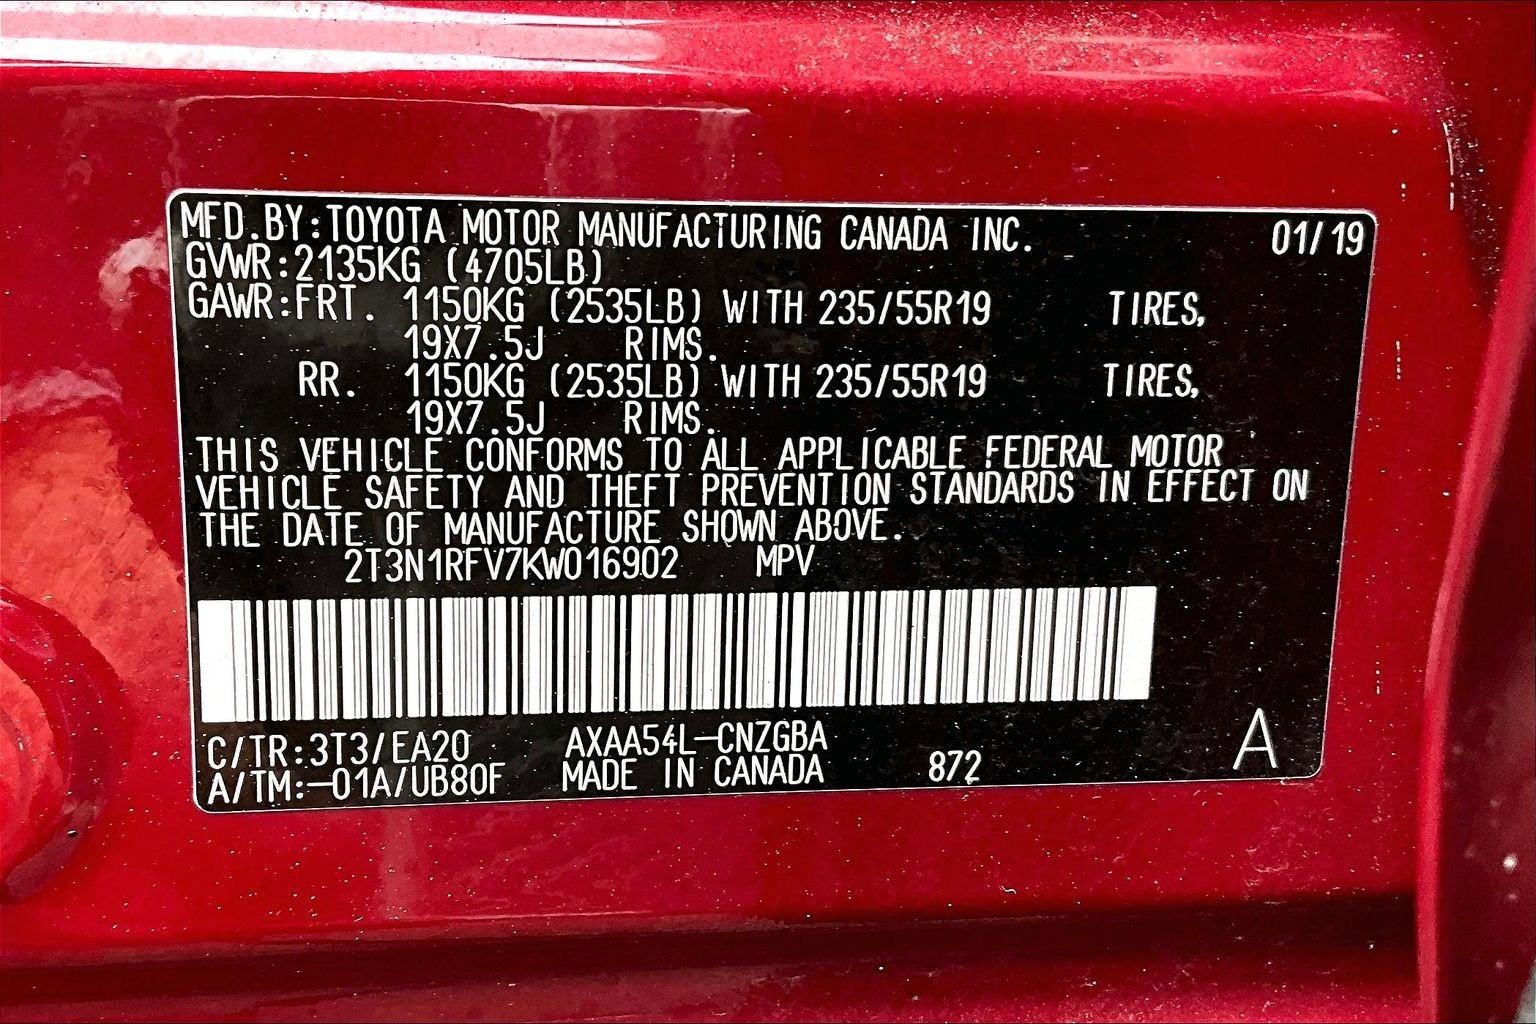 MFD.BY:TOYOTA MOTOR MANUFACTURING CANADA INC. 01/19
GVWR:2135KG (4705LB)
GAWR:FRT. 1150KG (2535LB) WITH 235/55R19 TIRES,
19X7.5J RIMS.
RR. 1150KG (2535LB) WITH 235/55R19 TIRES,
19X7.5J RIMS.
THIS VEHICLE CONFORMS TO ALL APPLICABLE FEDERAL MOTOR
VEHICLE SAFETY AND THEFT PREVENTION STANDARDS IN EFFECT ON
THE DATE OF MANUFACTURE SHOWN ABOVE.
2T3N1RFV7KW016902 MPV
C/TR:3T3/EA20 AXAA54L-CNZGBA
A/TM:-01A/UB80F MADE IN CANADA 872 A